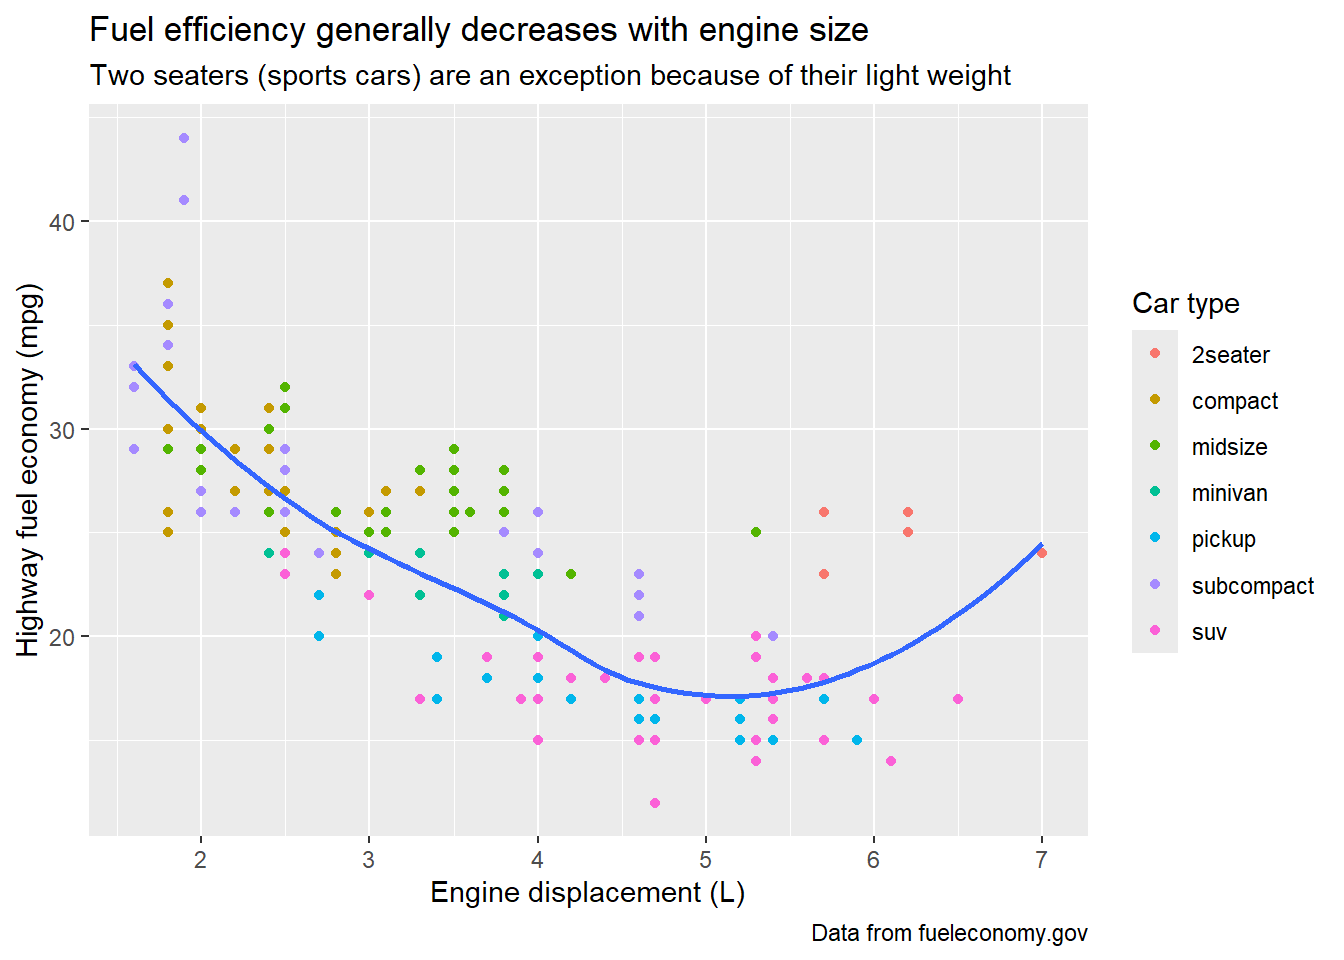 Fuel efficiency generally decreases with engine size
Two seaters (sports cars) are an exception because of their light weight
Highway fuel economy (mpg)
40
30
20
2 3 4 5 6 7
Engine displacement (L)
Car type
2seater
compact
midsize
minivan
pickup
subcompact
suv
Data from fueleconomy.gov